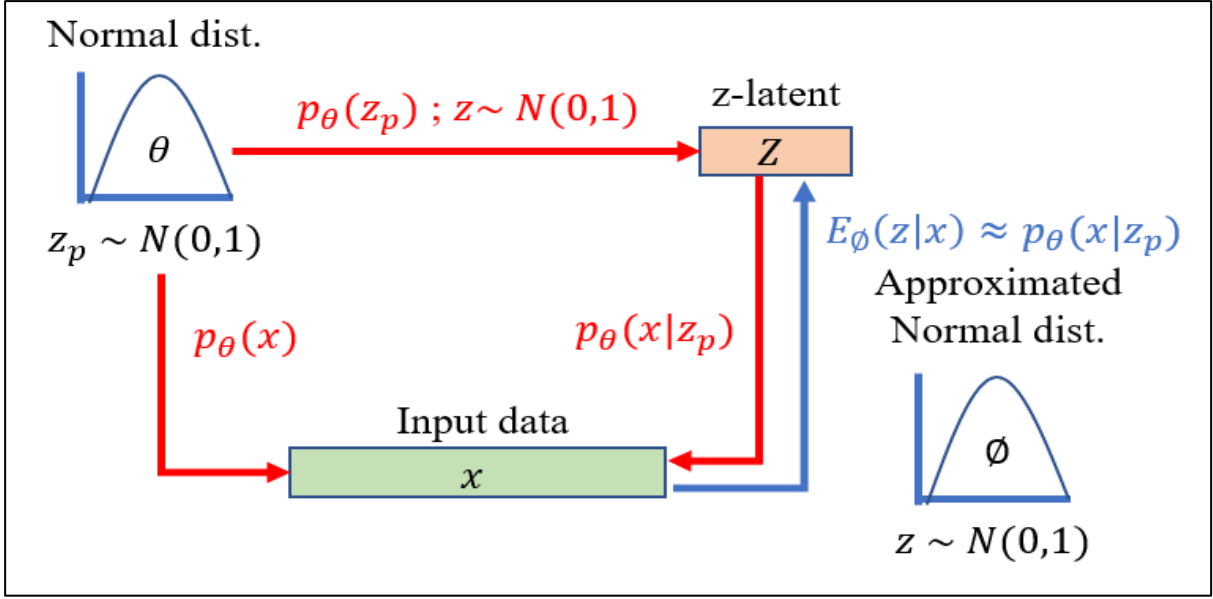 Normal dist.
θ
z_p ~ N(0,1)
p_θ(z_p) ; z~ N(0,1)
z-latent
Z
E_∅(z|x) ≈ p_θ(x|z_p)
Approximated
Normal dist.
p_θ(x)
p_θ(x|z_p)
Input data
x
∅
z ~ N(0,1)